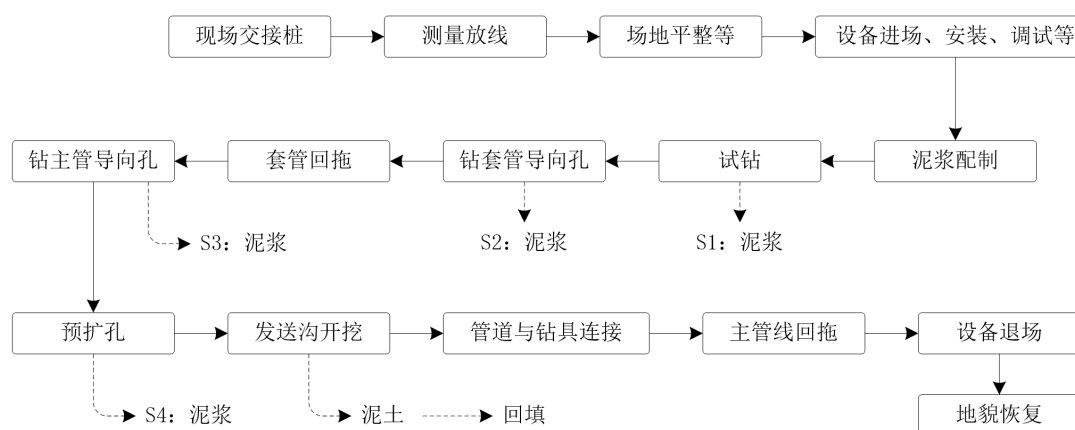 现场交接桩
测量放线
场地平整等
设备进场、安装、调试等
钻主管导向孔
套管回拖
钻套管导向孔
试钻
泥浆配制
S3：泥浆
S2：泥浆
S1：泥浆
预扩孔
发送沟开挖
管道与钻具连接
主管线回拖
设备退场
S4：泥浆
泥土
回填
地貌恢复